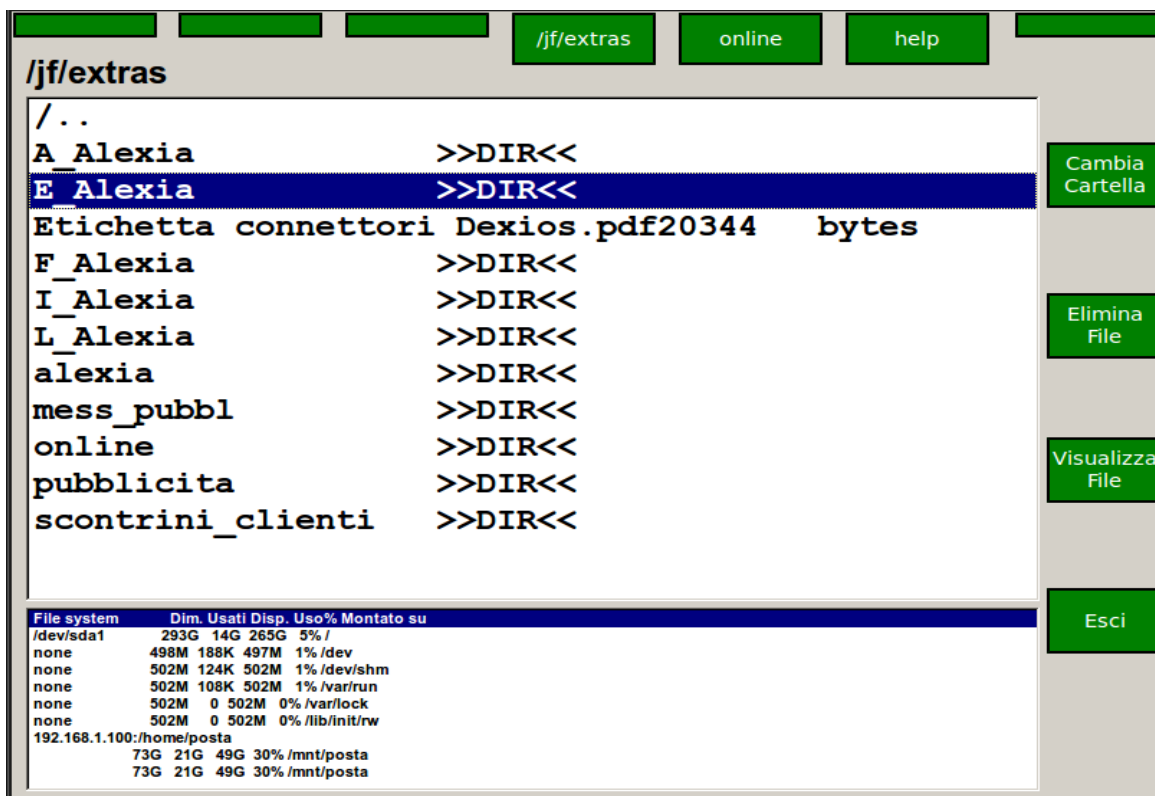 /jf/extras online help
/jf/extras
/..
A_Alexia >>DIR<<
E_Alexia >>DIR<<
Etichetta connettori Dexios.pdf20344 bytes
F_Alexia >>DIR<<
I_Alexia >>DIR<<
L_Alexia >>DIR<<
alexia >>DIR<<
mess_pubbl >>DIR<<
online >>DIR<<
pubblicita >>DIR<<
scontrini_clienti >>DIR<<
Cambia
Cartella
Elimina
File
Visualizza
File
Esci
File system Dim. Usati Disp. Uso% Montato su
/dev/sda1 293G 14G 265G 5% /
none 498M 188K 497M 1% /dev
none 502M 124K 502M 1% /dev/shm
none 502M 108K 502M 1% /var/run
none 502M 0 502M 0% /var/lock
none 502M 0 502M 0% /lib/init/rw
192.168.1.100:/home/posta
73G 21G 49G 30% /mnt/posta
73G 21G 49G 30% /mnt/posta